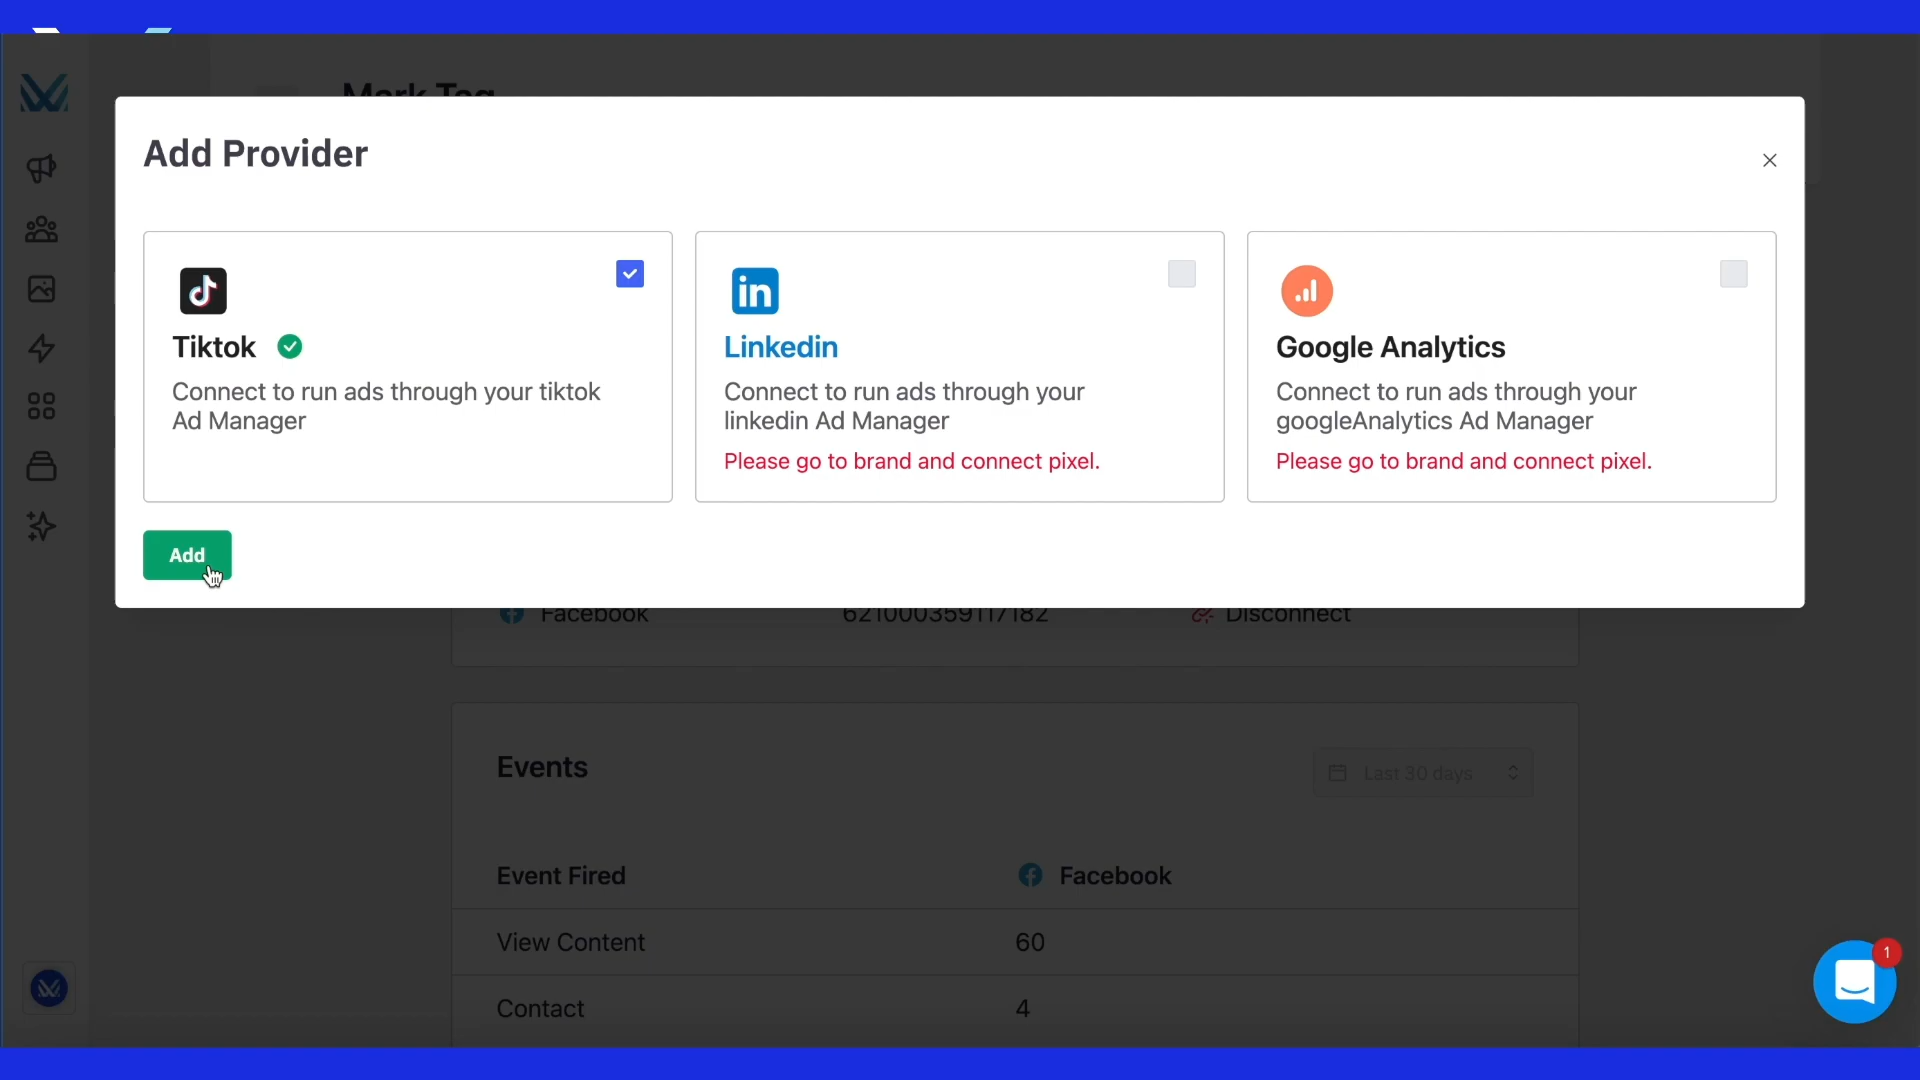 Mark Tag
Add Provider
Tiktok
Connect to run ads through your tiktok
Ad Manager
Linkedin
Connect to run ads through your
linkedin Ad Manager
Please go to brand and connect pixel.
Google Analytics
Connect to run ads through your
googleAnalytics Ad Manager
Please go to brand and connect pixel.
Add
Facebook 621000359117182 Disconnect
Events
Last 30 days
Event Fired Facebook
View Content 60
Contact 4
1